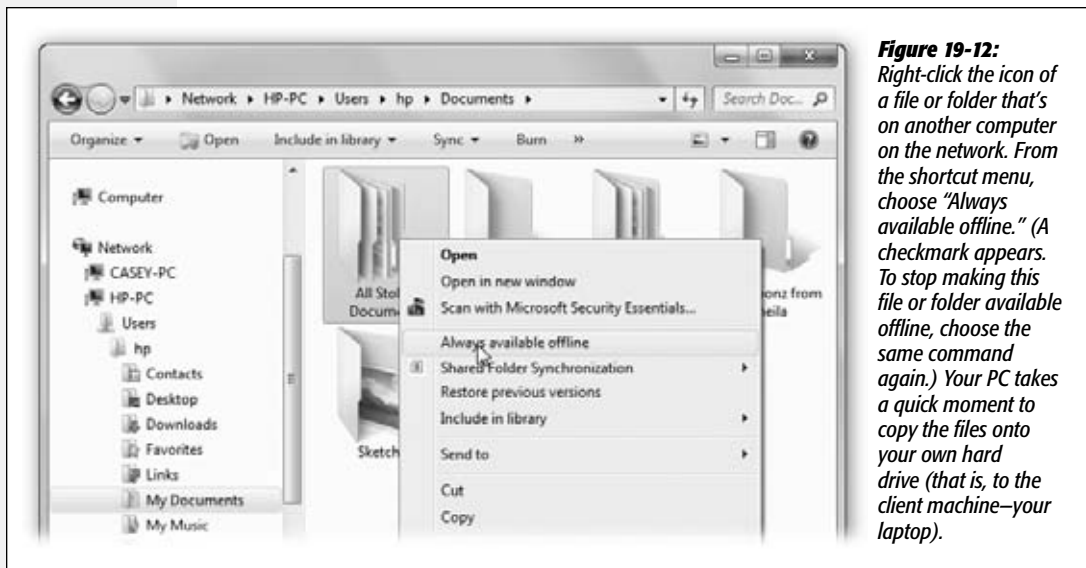 Network ▸ HP-PC ▸ Users ▸ hp ▸ Documents ▸
Search Doc...
Organize ▾ Open Include in library ▾ Sync ▾ Burn »
Computer
Network
CASEY-PC
HP-PC
Users
hp
Contacts
Desktop
Downloads
Favorites
Links
My Documents
My Music
All Stol
Docum
onz from
eila
Sketch
Open
Open in new window
Scan with Microsoft Security Essentials...
Always available offline
Shared Folder Synchronization
Restore previous versions
Include in library
Send to
Cut
Copy
Figure 19-12:
Right-click the icon of
a file or folder that's
on another computer
on the network. From
the shortcut menu,
choose “Always
available offline.” (A
checkmark appears.
To stop making this
file or folder available
offline, choose the
same command
again.) Your PC takes
a quick moment to
copy the files onto
your own hard
drive (that is, to the
client machine—your
laptop).